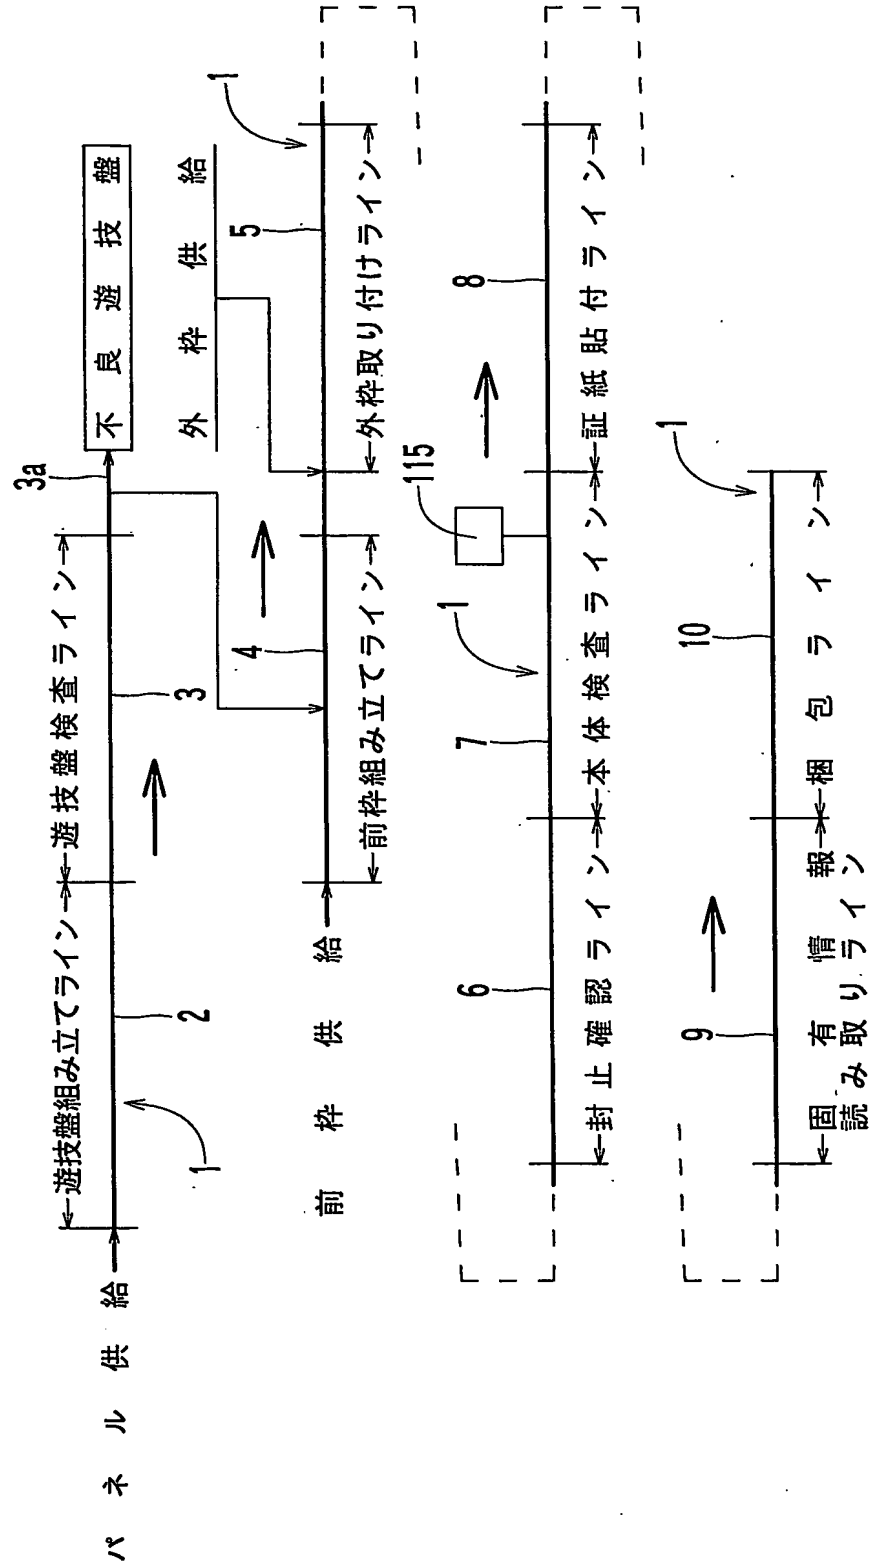 パネル供給
1
遊技盤組み立てライン
2
遊技盤検査ライン
3
3a
不良遊技盤
前枠供給
前枠組み立てライン
4
外枠供給
外枠取り付けライン
5
1
封止確認ライン
6
本体検査ライン
7
1
115
証紙貼付ライン
8
固有情報
読み取りライン
9
梱包ライン
10
1